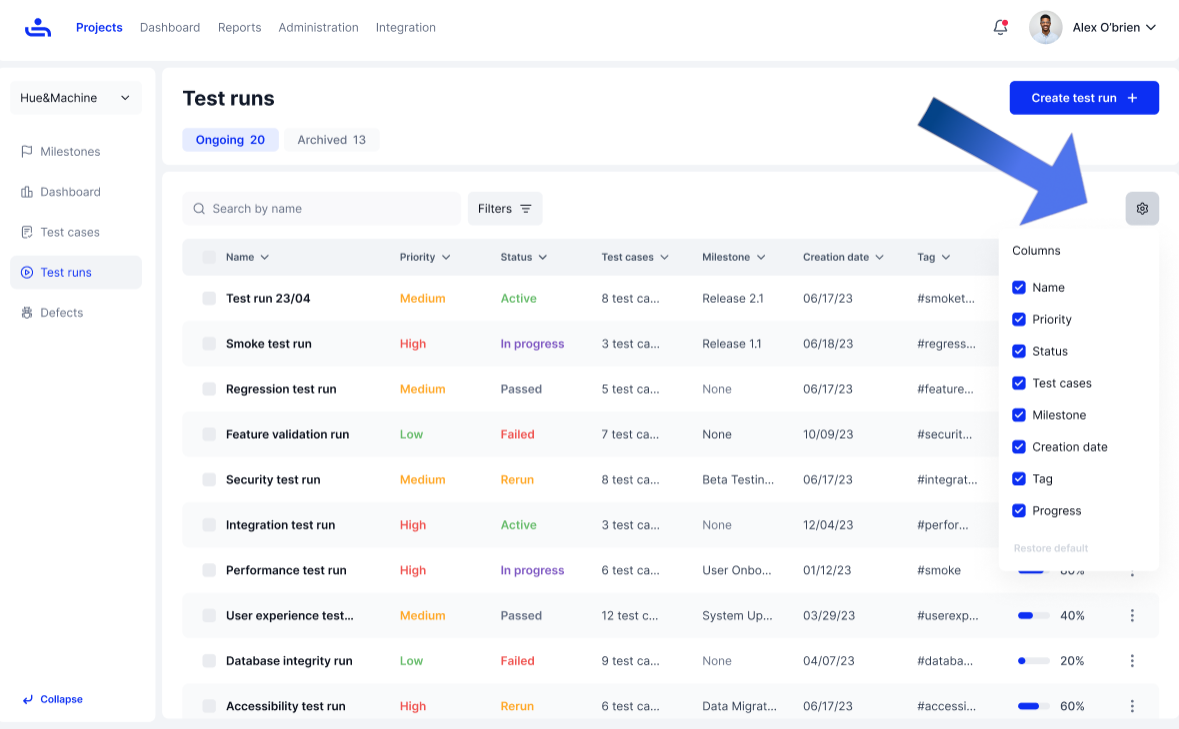 Projects Dashboard Reports Administration Integration Alex O'brien
Hue&Machine
Milestones
Dashboard
Test cases
Test runs
Defects
Collapse
Test runs
Create test run +
Ongoing 20 Archived 13
Search by name Filters
Name Priority Status Test cases Milestone Creation date Tag
Test run 23/04 Medium Active 8 test ca... Release 2.1 06/17/23 #smoket...
Smoke test run High In progress 3 test ca... Release 1.1 06/18/23 #regress...
Regression test run Medium Passed 5 test ca... None 06/17/23 #feature...
Feature validation run Low Failed 7 test ca... None 10/09/23 #securit...
Security test run Medium Rerun 8 test ca... Beta Testin... 06/17/23 #integrat...
Integration test run High Active 3 test ca... None 12/04/23 #perfor...
Performance test run High In progress 6 test ca... User Onbo... 01/12/23 #smoke
User experience test... Medium Passed 12 test c... System Up... 03/29/23 #userexp... 40%
Database integrity run Low Failed 9 test ca... None 04/07/23 #databa... 20%
Accessibility test run High Rerun 6 test ca... Data Migrat... 06/17/23 #accessi... 60%
Columns
Name
Priority
Status
Test cases
Milestone
Creation date
Tag
Progress
Restore default